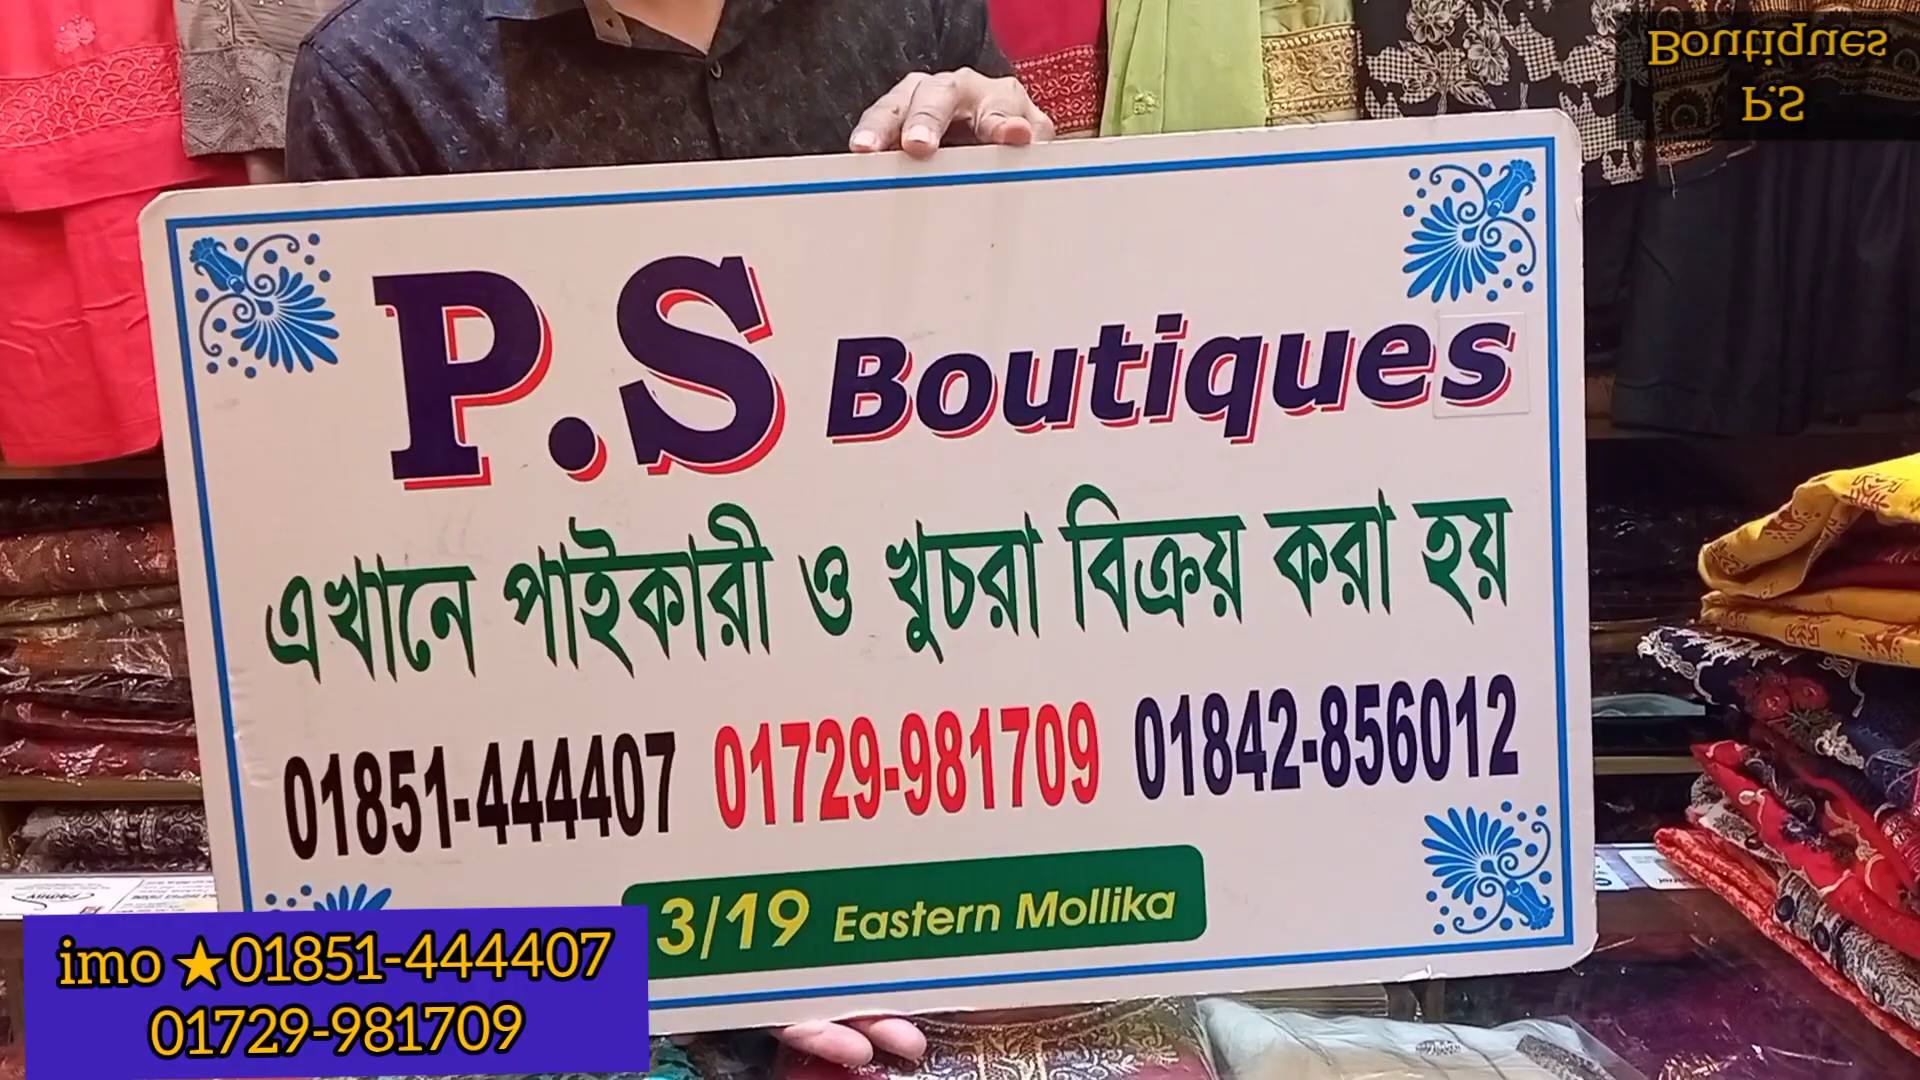 Boutiques
P.S
P.S Boutiques
এখানে পাইকারী ও খুচরা বিক্রয় করা হয়
01851-444407 01729-981709 01842-856012
3/19 Eastern Mollika
imo ★01851-444407
01729-981709